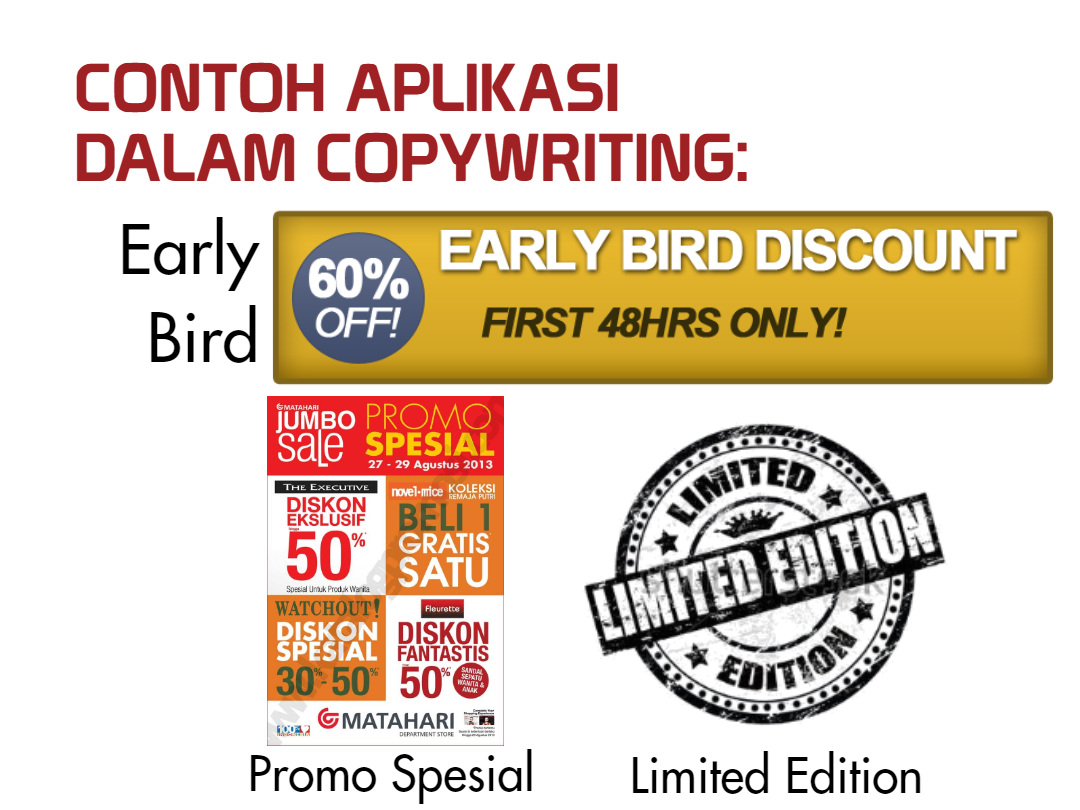 CONTOH APLIKASI
DALAM COPYWRITING:
Early
Bird
60%
OFF!
EARLY BIRD DISCOUNT
FIRST 48HRS ONLY!
MATAHARI
JUMBO
sale
PROMO
SPESIAL
27 - 29 Agustus 2013
THE EXECUTIVE
DISKON
EKSLUSIF
50%
Spesial Untuk Produk Wanita
novel·mice KOLEKSI
REMAJA PUTRI
BELI 1
GRATIS
SATU
WATCHOUT!
DISKON
SPESIAL
30% - 50%
Fleurette
DISKON
FANTASTIS
50%
SANDAL
SEPATU
WANITA &
ANAK
MATAHARI
DEPARTMENT STORE
LIMITED
LIMITED EDITION
EDITION
Promo Spesial
Limited Edition